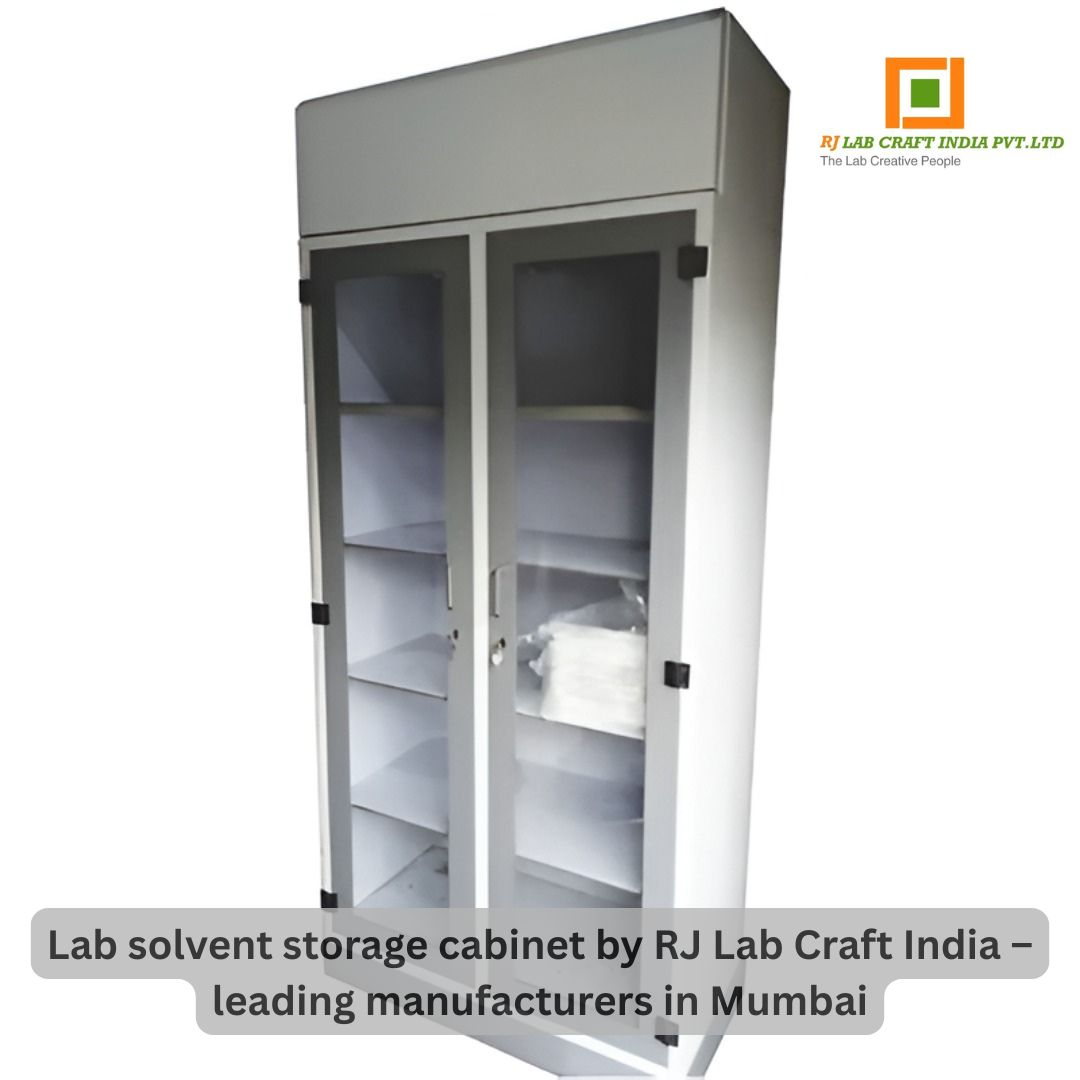 RJ LAB CRAFT INDIA PVT.LTD
The Lab Creative People
Lab solvent storage cabinet by RJ Lab Craft India –
leading manufacturers in Mumbai